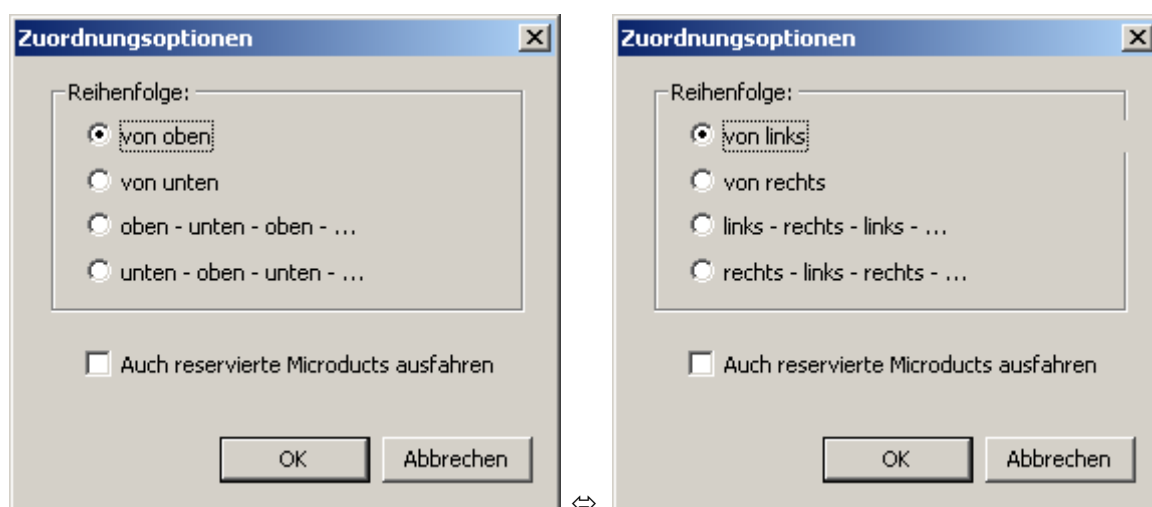 Zuordnungsoptionen
Reihenfolge:
von oben
von unten
oben - unten - oben - ...
unten - oben - unten - ...
Auch reservierte Microducts ausfahren
OK Abbrechen
⇔
Zuordnungsoptionen
Reihenfolge:
von links
von rechts
links - rechts - links - ...
rechts - links - rechts - ...
Auch reservierte Microducts ausfahren
OK Abbrechen